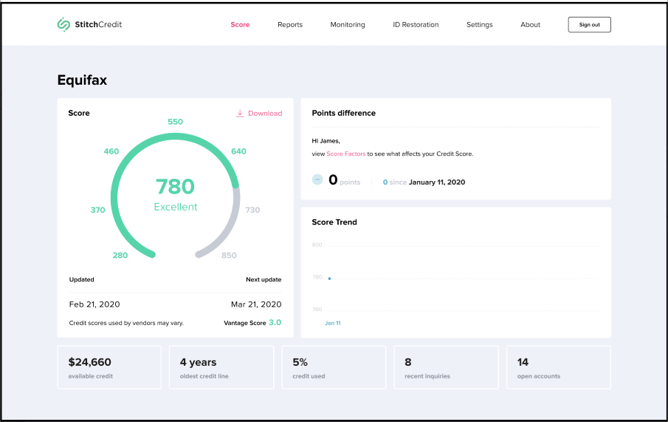 StitchCredit
Score
Reports
Monitoring
ID Restoration
Settings
About
Sign out
Equifax
Score
Download
550
460
640
780
Excellent
370
730
280
850
Updated
Next update
Feb 21, 2020
Mar 21, 2020
Credit scores used by vendors may vary.
Vantage Score 3.0
Points difference
Hi James,
view Score Factors to see what effects your Credit Score.
0 points
0 since January 11, 2020
Score Trend
800
780
760
Jan 11
$24,660
available credit
4 years
oldest credit line
5%
credit used
8
recent inquiries
14
open accounts